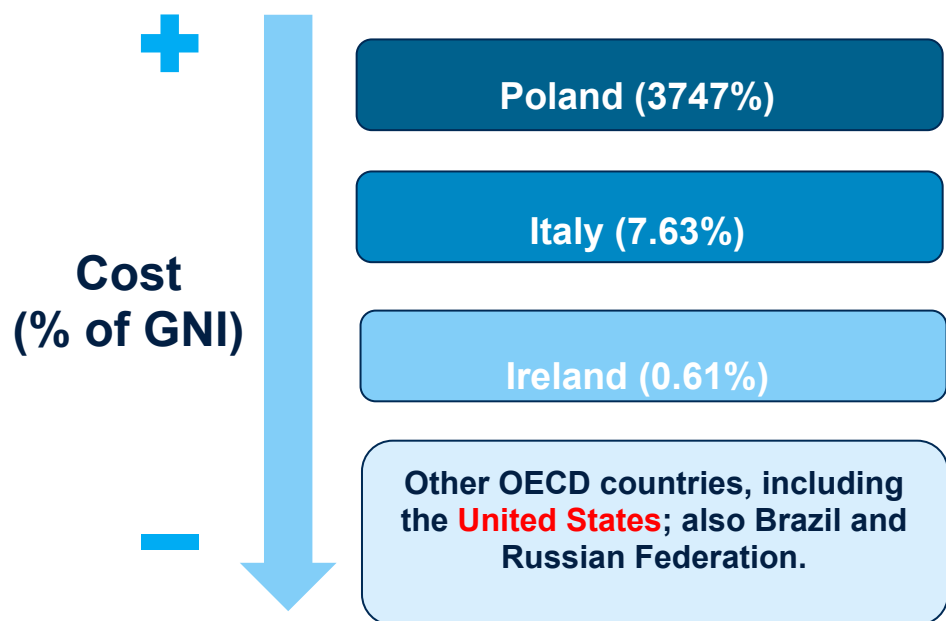 Poland (3747%)
Italy (7.63%)
Cost
(% of GNI)
Ireland (0.61%)
Other OECD countries, including
the United States; also Brazil and
Russian Federation.